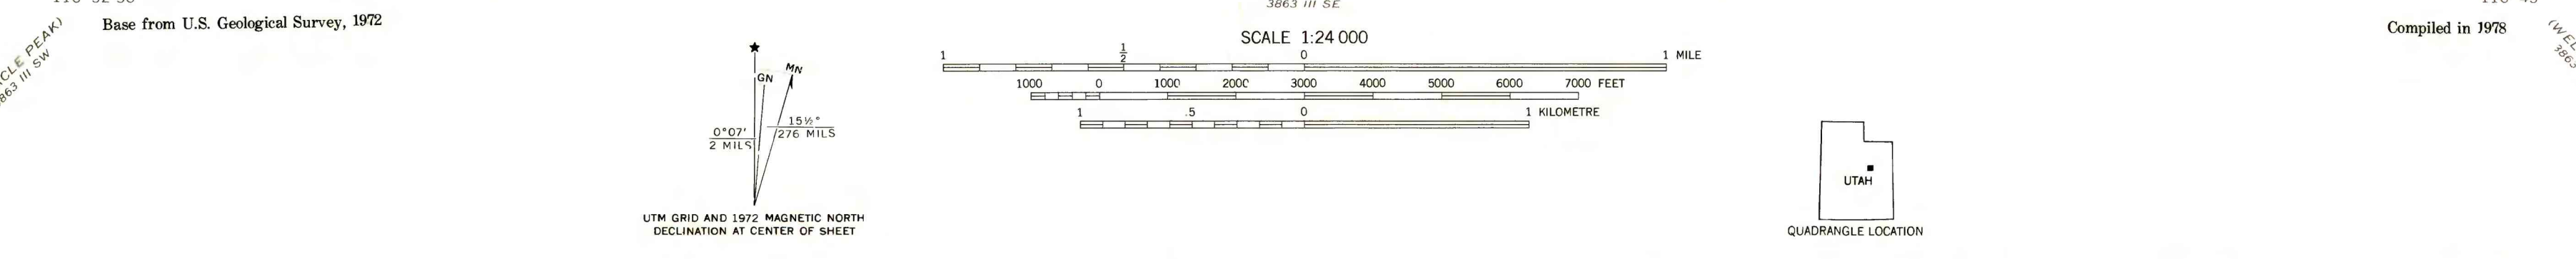 3863 III SE
Base from U.S. Geological Survey, 1972
3863 III SW
SCALE 1:24 000
Compiled in 1978
1 1/2 0 1 MILE
1000 0 1000 2000 3000 4000 5000 6000 7000 FEET
1 .5 0 1 KILOMETRE
★
GN
MN
0°07'
2 MILS
15½°
276 MILS
UTM GRID AND 1972 MAGNETIC NORTH
DECLINATION AT CENTER OF SHEET
UTAH
QUADRANGLE LOCATION